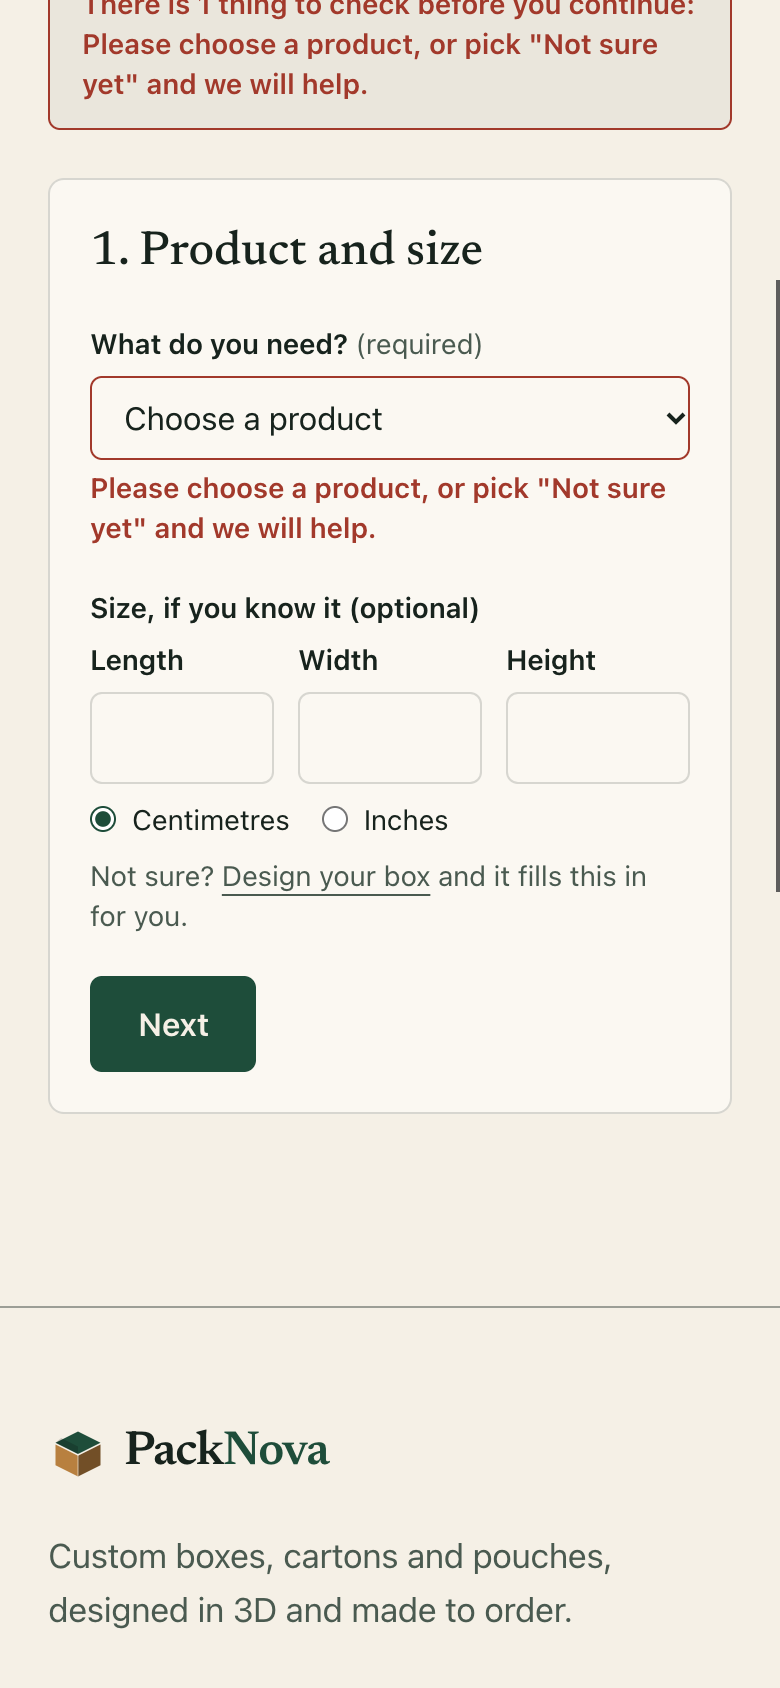 There is 1 thing to check before you continue:
Please choose a product, or pick "Not sure
yet" and we will help.
1. Product and size
What do you need? (required)
Choose a product
Please choose a product, or pick "Not sure
yet" and we will help.
Size, if you know it (optional)
Length Width Height
Centimetres Inches
Not sure? Design your box and it fills this in
for you.
Next
PackNova
Custom boxes, cartons and pouches,
designed in 3D and made to order.